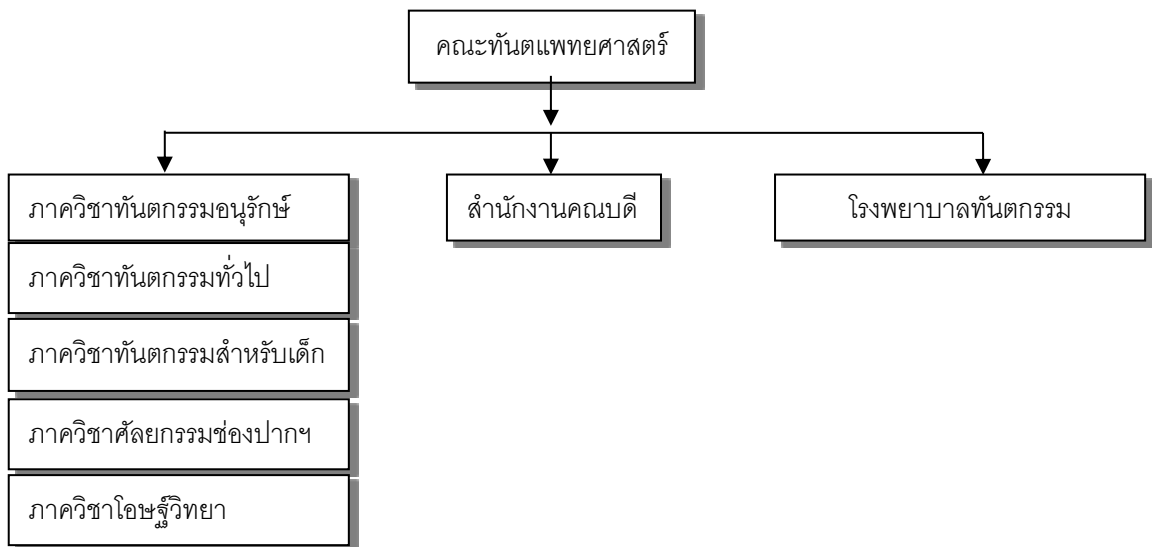 คณะทันตแพทยศาสตร์
ภาควิชาทันตกรรมอนุรักษ์
สำนักงานคณบดี
โรงพยาบาลทันตกรรม
ภาควิชาทันตกรรมทั่วไป
ภาควิชาทันตกรรมสำหรับเด็ก
ภาควิชาศัลยกรรมช่องปากฯ
ภาควิชาโอษฐ์วิทยา